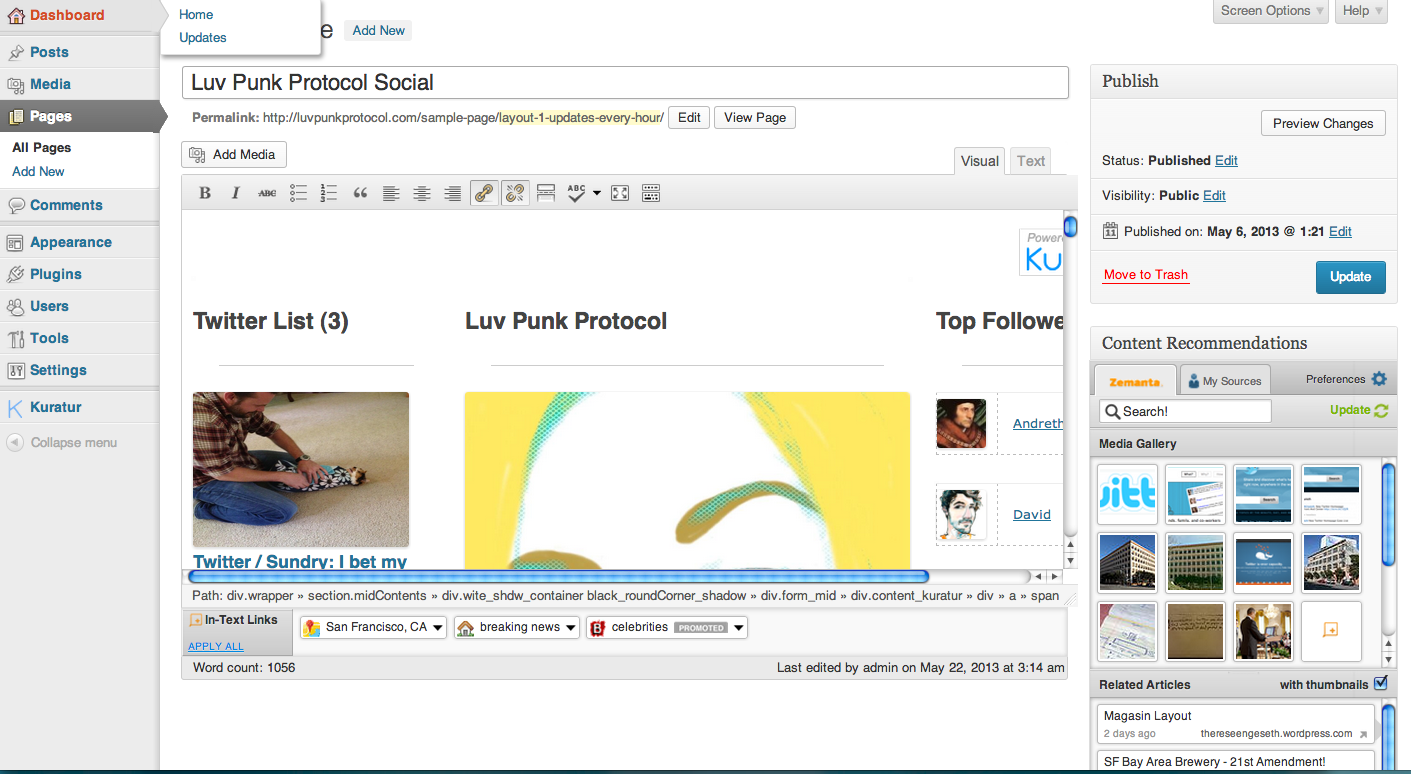 Dashboard
Home
Updates
Posts
Media
Pages
All Pages
Add New
Comments
Appearance
Plugins
Users
Tools
Settings
Kuratur
Collapse menu
e Add New
Screen Options Help
Luv Punk Protocol Social
Permalink: http://luvpunkprotocol.com/sample-page/layout-1-updates-every-hour/ Edit View Page
Add Media
Visual Text
B I ABC ABC
Power
Ku
Twitter List (3)
Luv Punk Protocol
Top Followe
Twitter / Sundry: I bet my
Andreth
David
Path: div.wrapper » section.midContents » div.wite_shdw_container black_roundCorner_shadow » div.form_mid » div.content_kuratur » div » a » span
In-Text Links
APPLY ALL
San Francisco, CA
breaking news
celebrities PROMOTED
Word count: 1056
Last edited by admin on May 22, 2013 at 3:14 am
Publish
Preview Changes
Status: Published Edit
Visibility: Public Edit
11 Published on: May 6, 2013 @ 1:21 Edit
Move to Trash
Update
Content Recommendations
Zemanta
My Sources
Preferences
Search!
Update
Media Gallery
Related Articles
with thumbnails
Magasin Layout
2 days ago
thereseengeseth.wordpress.com
SF Bay Area Brewery - 21st Amendment!